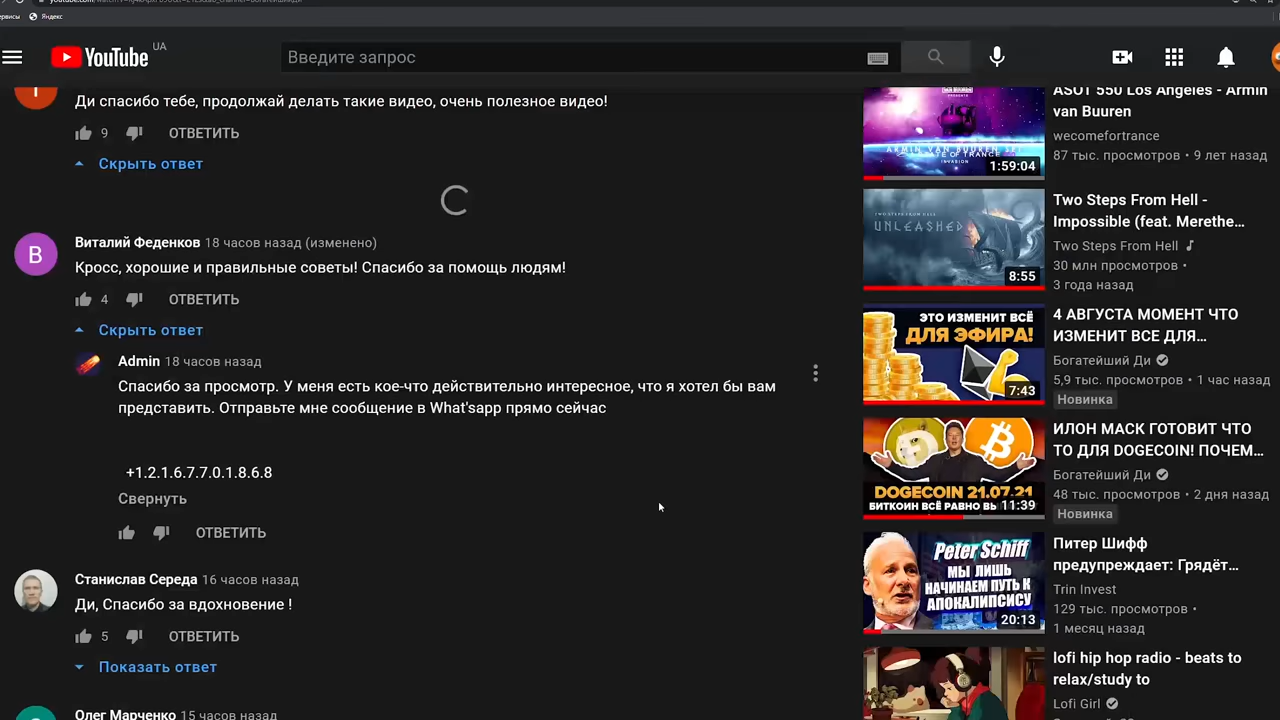 ервисы
Яндекс
YouTube
UA
Введите запрос
Ди спасибо тебе, продолжай делать такие видео, очень полезное видео!
9
ОТВЕТИТЬ
Скрыть ответ
В
Виталий Феденков 18 часов назад (изменено)
Кросс, хорошие и правильные советы! Спасибо за помощь людям!
4
ОТВЕТИТЬ
Скрыть ответ
Admin 18 часов назад
Спасибо за просмотр. У меня есть кое-что действительно интересное, что я хотел бы вам
представить. Отправьте мне сообщение в What'sapp прямо сейчас
+1.2.1.6.7.7.0.1.8.6.8
Свернуть
ОТВЕТИТЬ
Станислав Середа 16 часов назад
Ди, Спасибо за вдохновение !
5
ОТВЕТИТЬ
Показать ответ
Олег Марченко 15 часов назад
ARMIN VAN BUUREN
INVASION
1:59:04
ASOT 550 Los Angeles - Armin
van Buuren
wecomefortrance
87 тыс. просмотров • 9 лет назад
TWO STEPS FROM HELL
UNLEASHED
8:55
Two Steps From Hell -
Impossible (feat. Merethe...
Two Steps From Hell
30 млн просмотров •
3 года назад
ЭТО ИЗМЕНИТ ВСЁ
ДЛЯ ЭФИРА!
7:43
4 АВГУСТА МОМЕНТ ЧТО
ИЗМЕНИТ ВСЕ ДЛЯ...
Богатейший Ди
5,9 тыс. просмотров • 1 час назад
Новинка
DOGECOIN 21.07.21
БИТКОИН ВСЁ РАВНО
11:39
ИЛОН МАСК ГОТОВИТ ЧТО
ТО ДЛЯ DOGECOIN! ПОЧЕМ...
Богатейший Ди
48 тыс. просмотров • 2 дня назад
Новинка
Peter Schiff
МЫ ЛИШЬ
НАЧИНАЕМ ПУТЬ К
АПОКАЛИПСИСУ
20:13
Питер Шифф
предупреждает: Грядёт...
Trin Invest
129 тыс. просмотров •
1 месяц назад
lofi hip hop radio - beats to
relax/study to
Lofi Girl